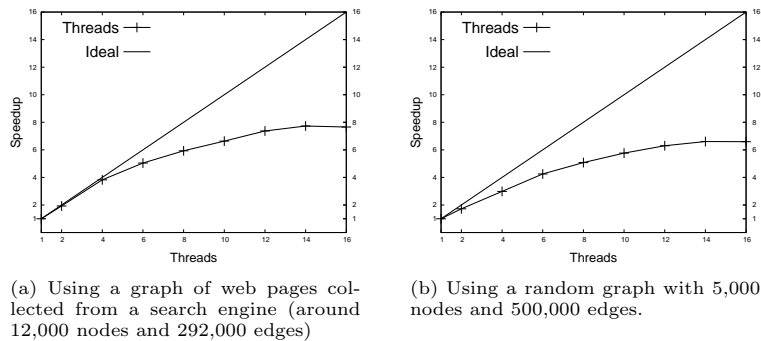 Threads
Ideal
Speedup
16
14
12
10
8
6
4
2
1
16
14
12
10
8
6
4
2
1
1 2 4 6 8 10 12 14 16
Threads
(a) Using a graph of web pages col-
lected from a search engine (around
12,000 nodes and 292,000 edges)
Threads
Ideal
Speedup
16
14
12
10
8
6
4
2
1
16
14
12
10
8
6
4
2
1
1 2 4 6 8 10 12 14 16
Threads
(b) Using a random graph with 5,000
nodes and 500,000 edges.